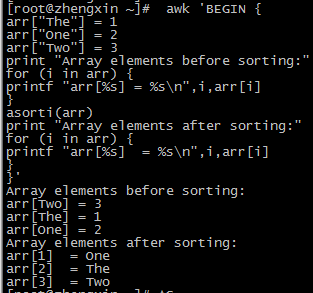 [root@zhengxin ~]#  awk 'BEGIN {
arr["The"] = 1
arr["One"] = 2
arr["Two"] = 3
print "Array elements before sorting:"
for (i in arr) {
printf "arr[%s] = %s\n",i,arr[i]
}
asorti(arr)
print "Array elements after sorting:"
for (i in arr) {
printf "arr[%s]  = %s\n",i,arr[i]
}
}'
Array elements before sorting:
arr[Two] = 3
arr[The] = 1
arr[One] = 2
Array elements after sorting:
arr[1]  = One
arr[2]  = The
arr[3]  = Two
[root@zhengxin ~]#